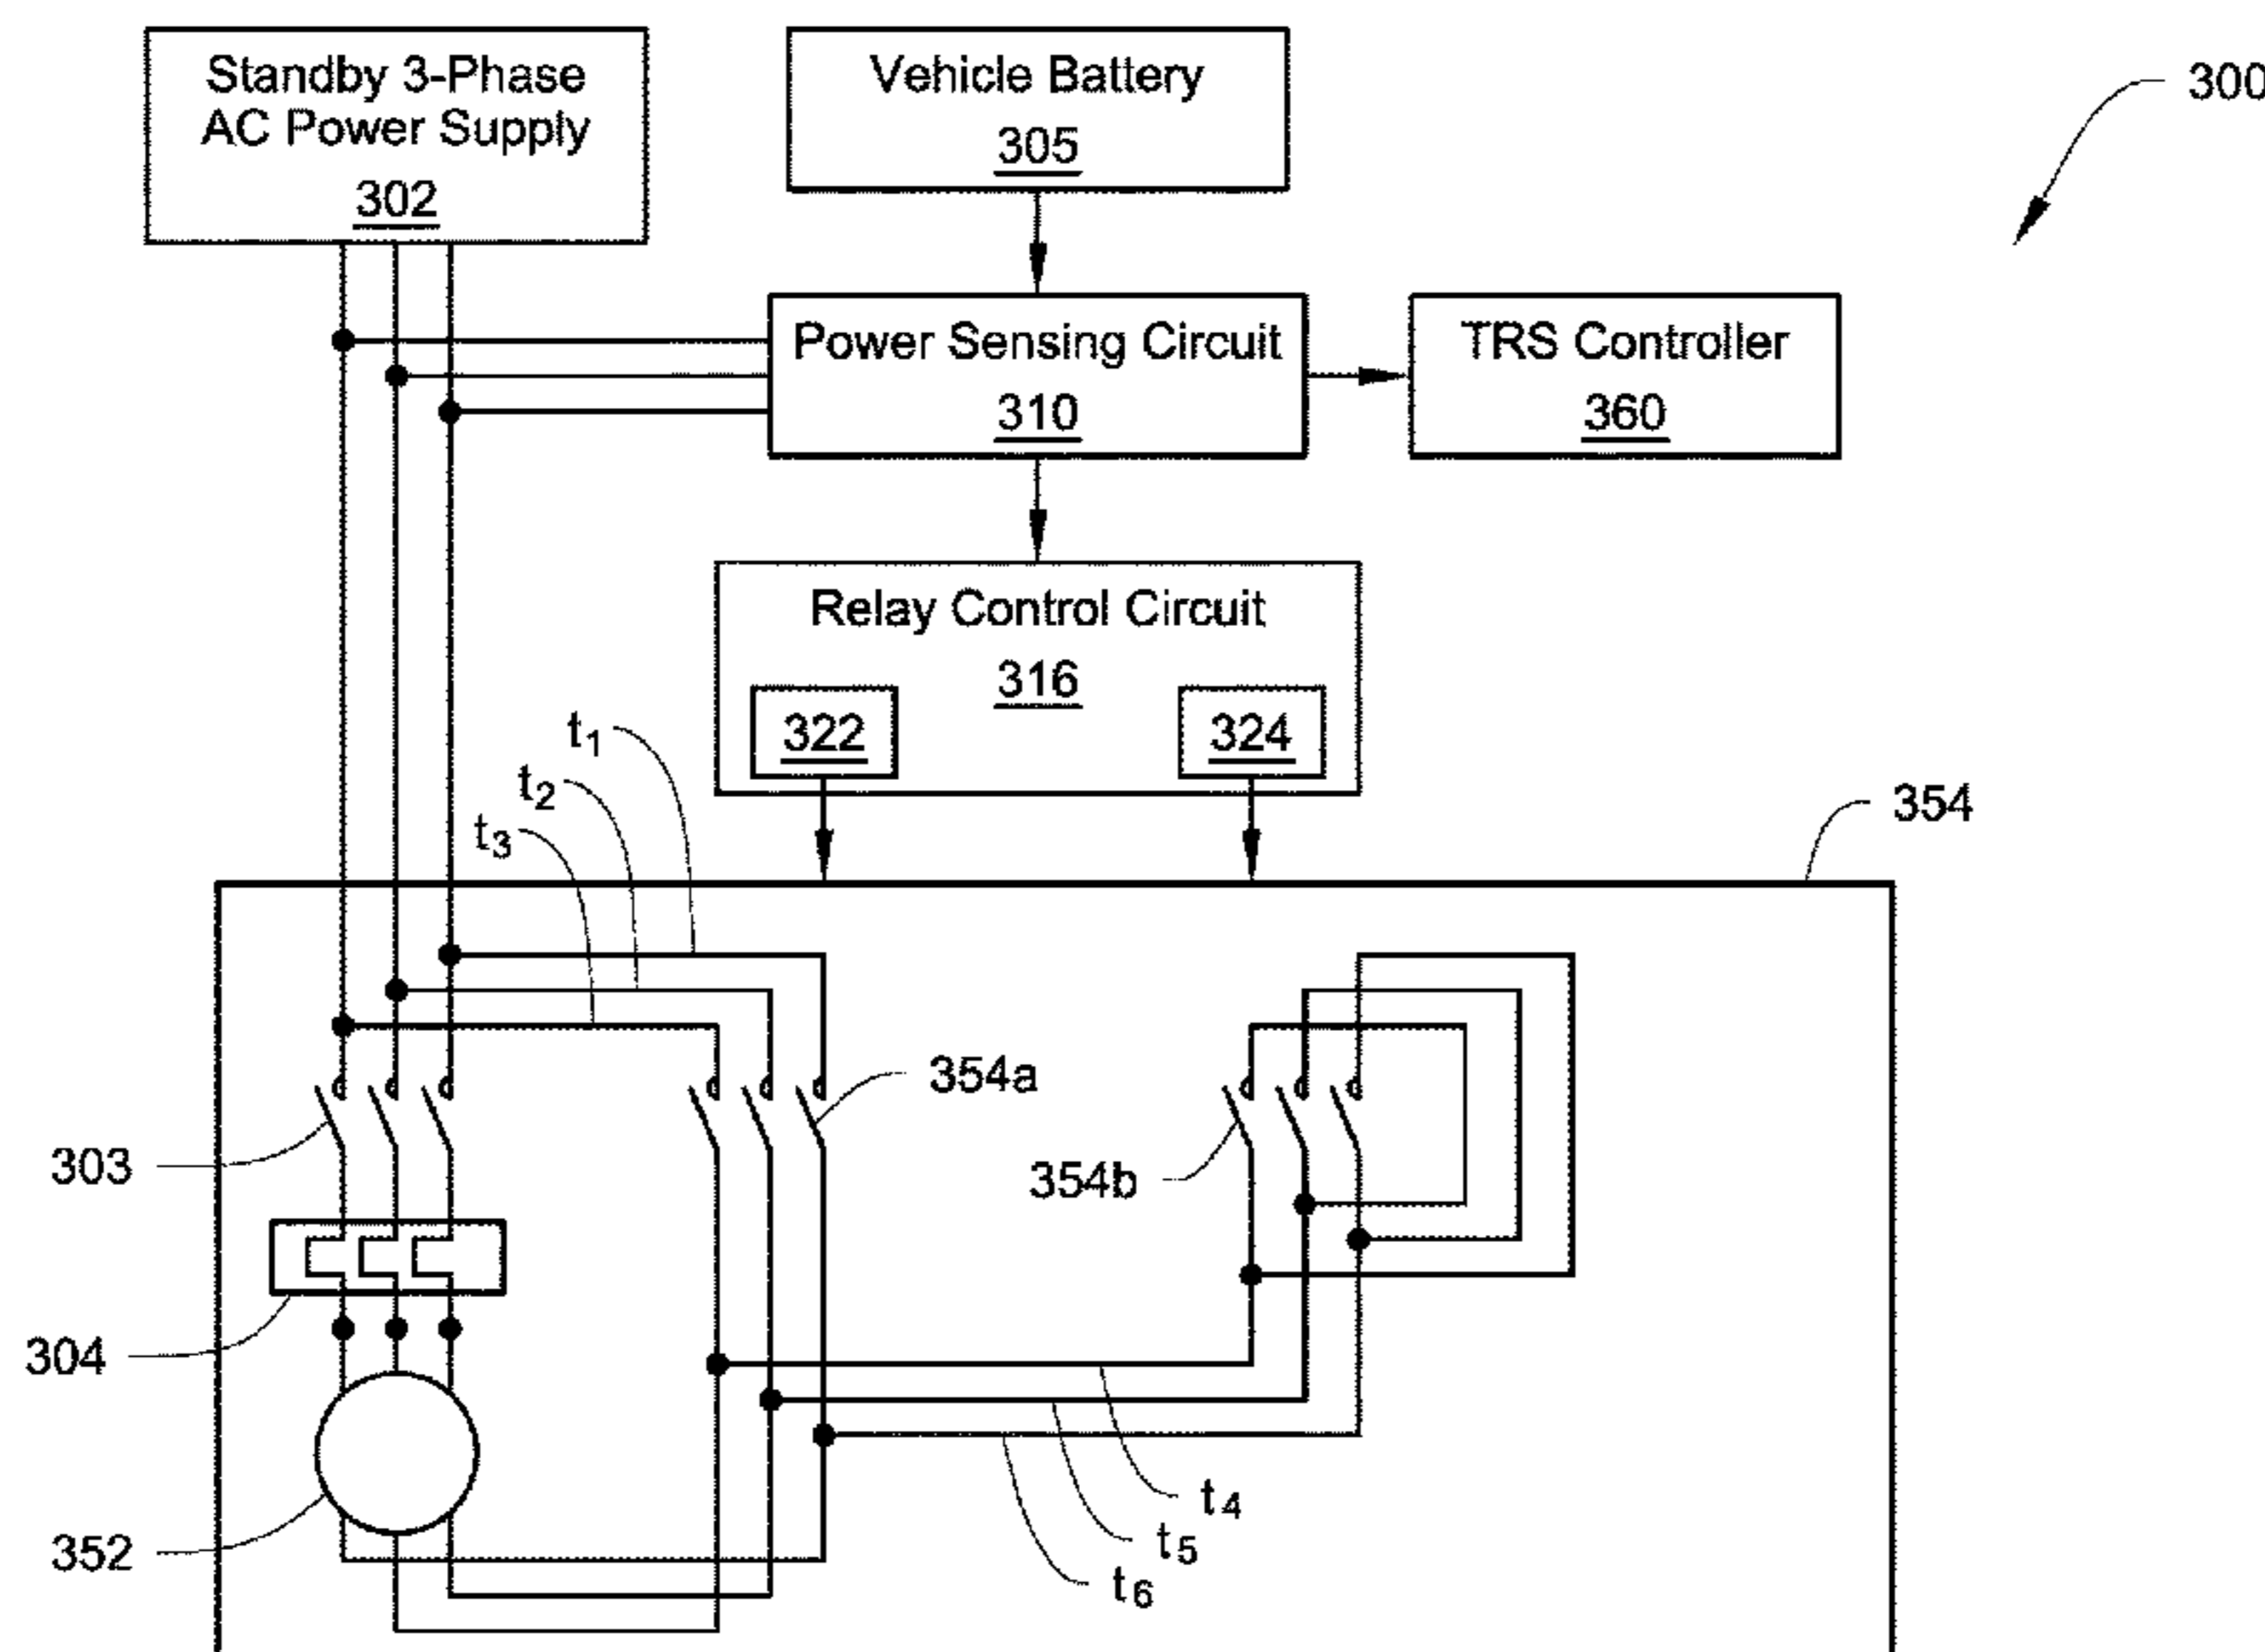 Standby 3-Phase
AC Power Supply
302
Vehicle Battery
305
300
Power Sensing Circuit
310
TRS Controller
360
Relay Control Circuit
316
322
324
t1
t2
t3
354
354a
303
354b
304
t4
352
t5
t6